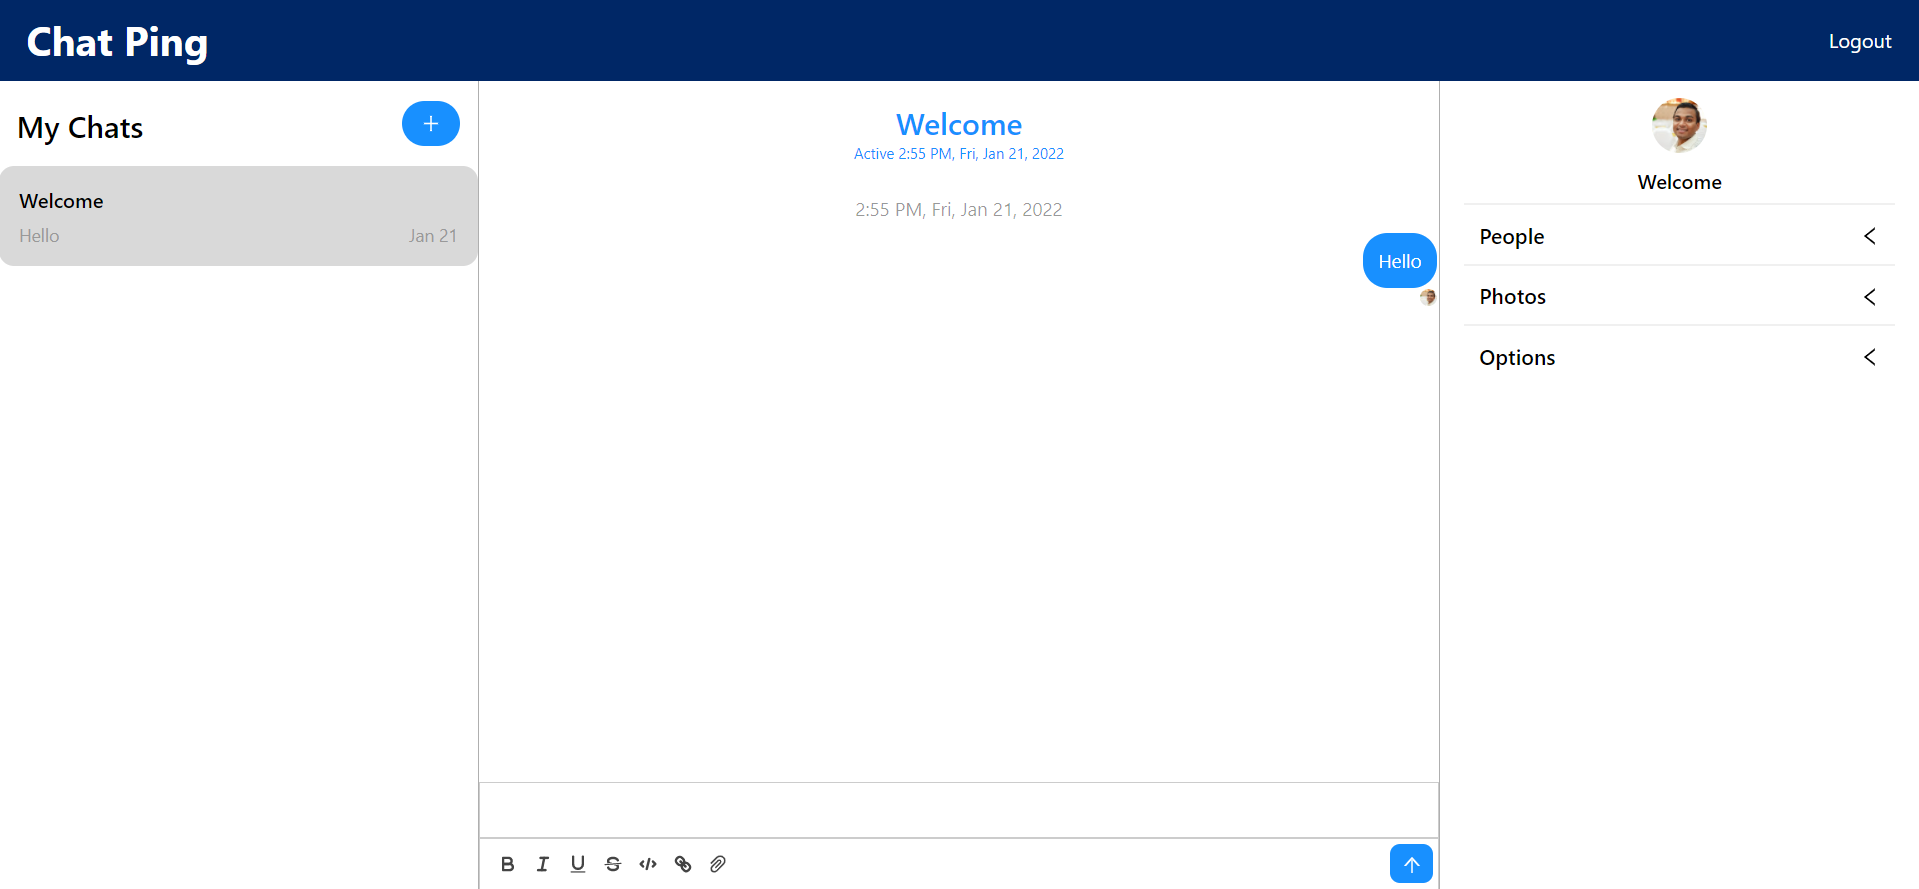 Chat Ping
Logout
My Chats
+
Welcome
Hello
Jan 21
Welcome
Active 2:55 PM, Fri, Jan 21, 2022
2:55 PM, Fri, Jan 21, 2022
Hello
B I U S </>
Welcome
People
Photos
Options